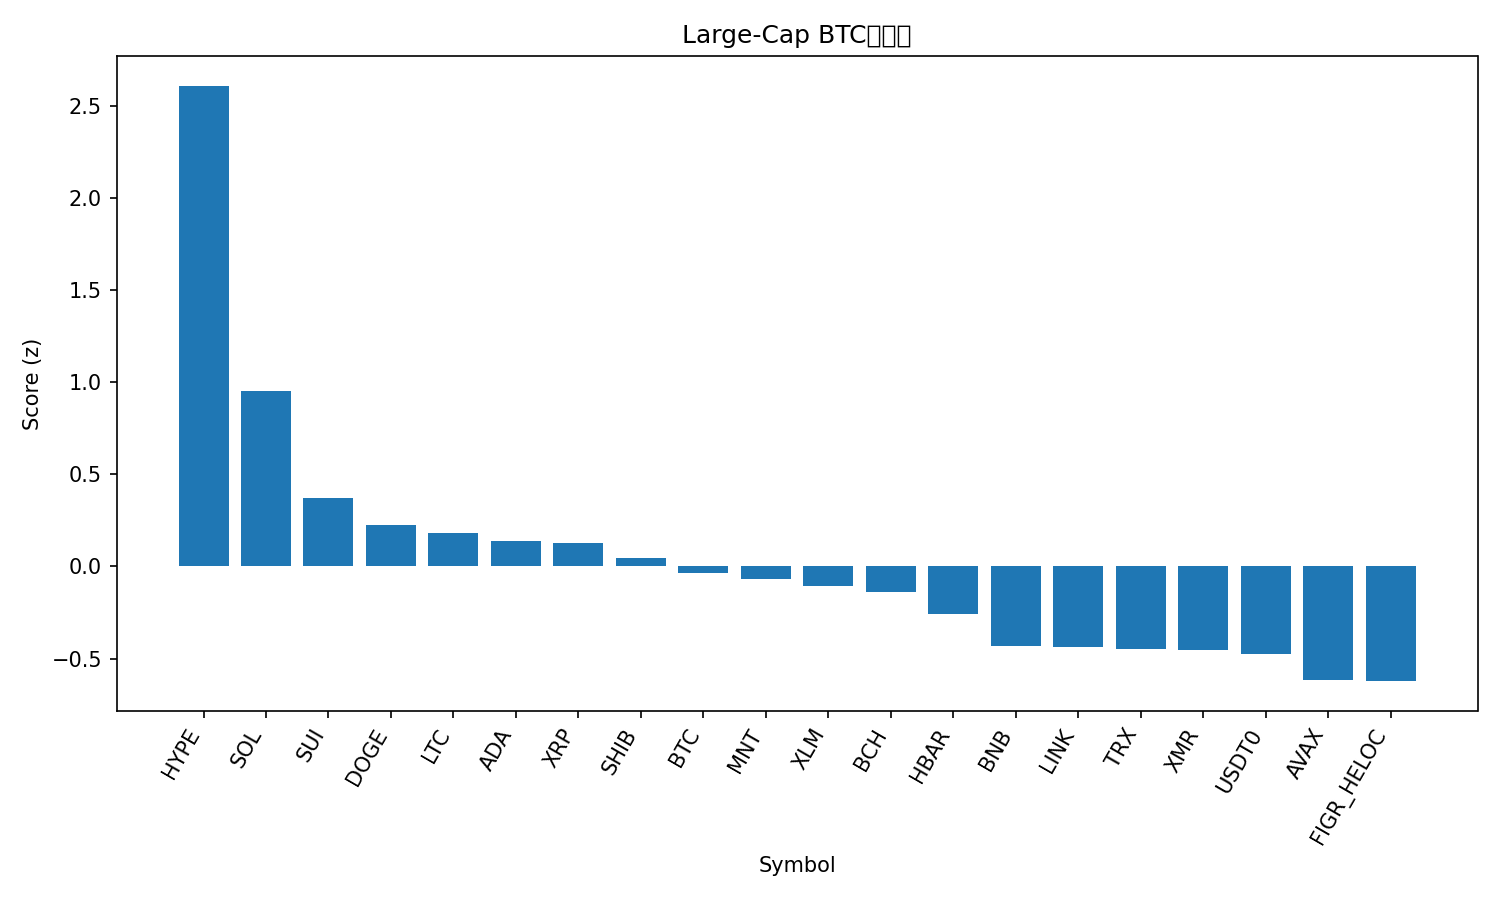 Large-Cap BTC
Score (z)
2.5
2.0
1.5
1.0
0.5
0.0
−0.5
HYPE
SOL
SUI
DOGE
LTC
ADA
XRP
SHIB
BTC
MNT
XLM
BCH
HBAR
BNB
LINK
TRX
XMR
USDT0
AVAX
FIGR_HELOC
Symbol